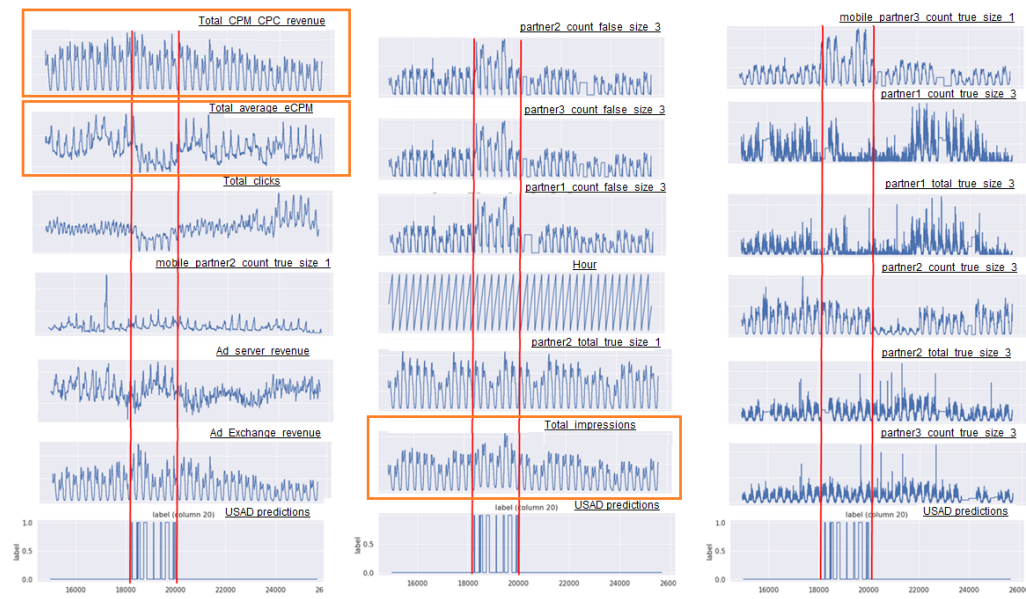 Total_CPM_CPC_revenue
Total_average_eCPM
Total_clicks
mobile_partner2_count_true_size_1
Ad_server_revenue
Ad_Exchange_revenue
label (column 20)
USAD predictions
1.0
0.5
0.0
label
16000 18000 20000 22000 24000 26
partner2_count_false_size_3
partner3_count_false_size_3
partner1_count_false_size_3
Hour
partner2_total_true_size_1
Total_impressions
label (column 20)
USAD predictions
0.5
0.0
label
16000 18000 20000 22000 24000 2600
mobile_partner3_count_true_size_1
partner1_count_true_size_3
partner1_total_true_size_3
partner2_count_true_size_3
partner2_total_true_size_3
partner3_count_true_size_3
label (column 20)
USAD predictions
1.0
0.5
0.0
label
16000 18000 20000 22000 24000 26000